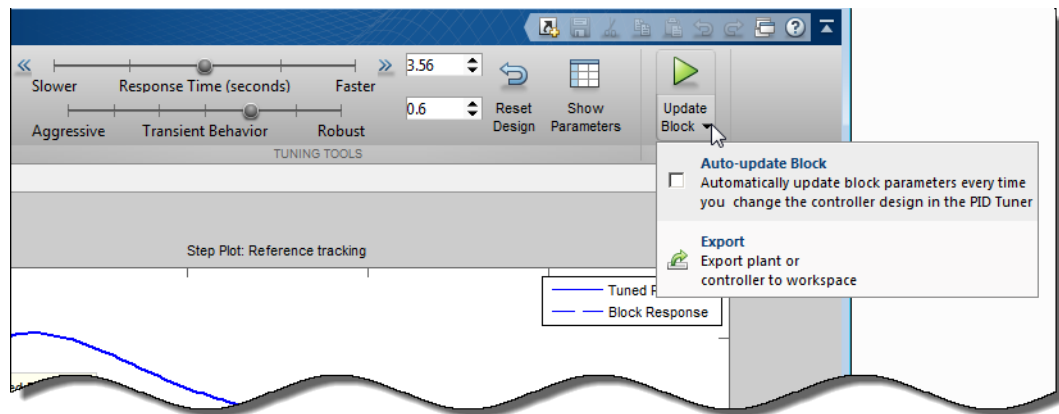 3.56
Slower Response Time (seconds) Faster
0.6
Aggressive Transient Behavior Robust
Reset
Design
Show
Parameters
Update
Block
TUNING TOOLS
Auto-update Block
Automatically update block parameters every time
you change the controller design in the PID Tuner
Export
Export plant or
controller to workspace
Step Plot: Reference tracking
Tuned
Block Response